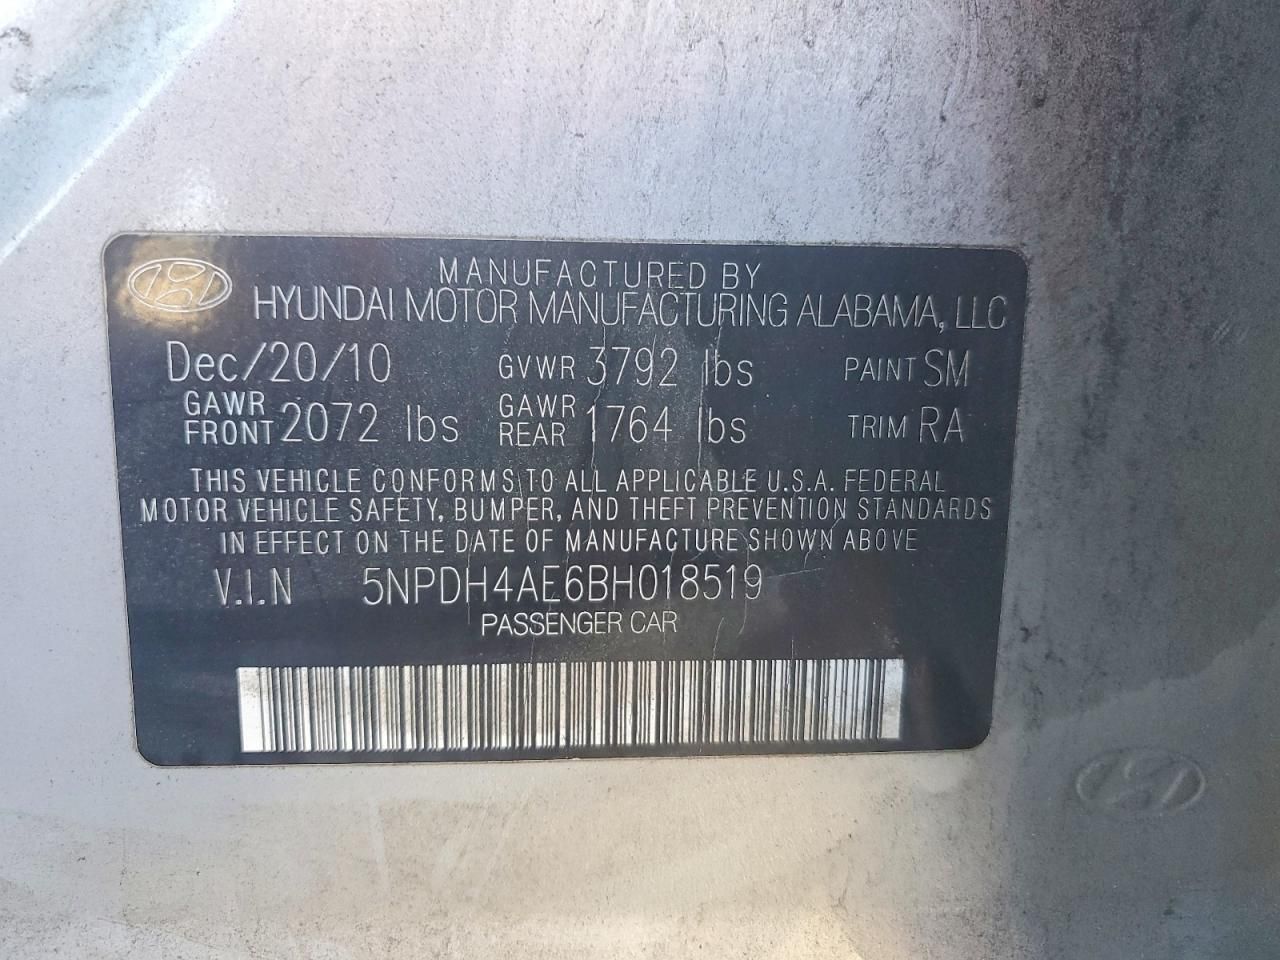 MANUFACTURED BY
HYUNDAI MOTOR MANUFACTURING ALABAMA, LLC
Dec/20/10 GVWR 3792 lbs PAINT SM
GAWR FRONT 2072 lbs GAWR REAR 1764 lbs TRIM RA
THIS VEHICLE CONFORMS TO ALL APPLICABLE U.S.A. FEDERAL
MOTOR VEHICLE SAFETY, BUMPER, AND THEFT PREVENTION STANDARDS
IN EFFECT ON THE DATE OF MANUFACTURE SHOWN ABOVE
V.I.N 5NPDH4AE6BH018519
PASSENGER CAR